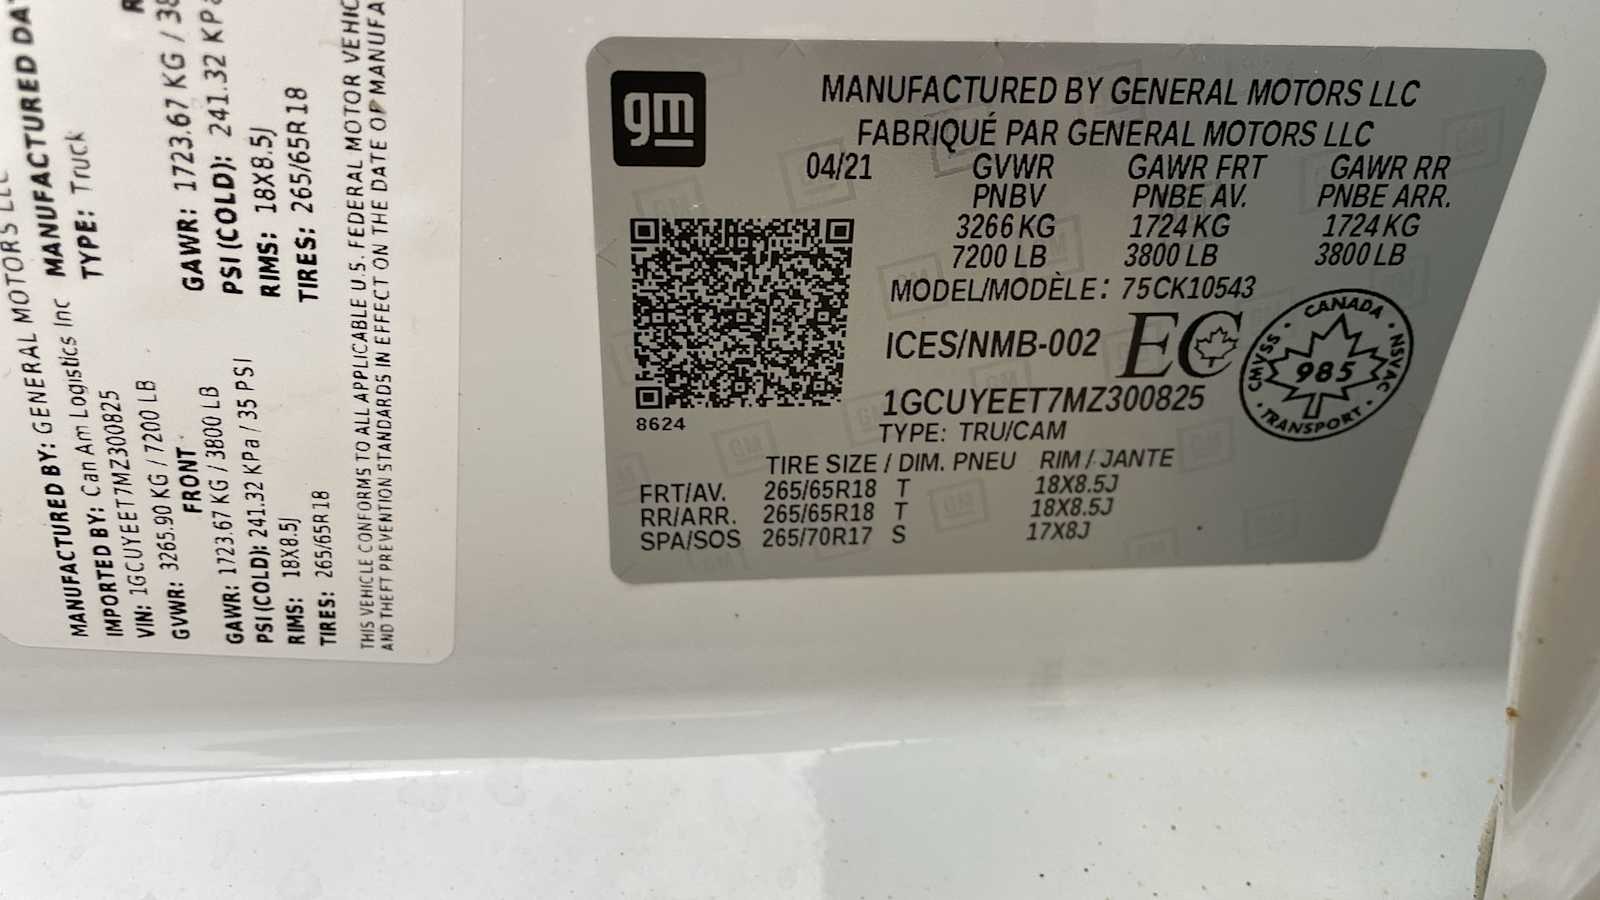 MANUFACTURED BY: GENERAL MOTORS LLC MANUFACTURED
IMPORTED BY: Can Am Logistics Inc TYPE: Truck
VIN: 1GCUYEET7MZ300825
GVWR: 3265.90 KG / 7200 LB
FRONT
GAWR: 1723.67 KG / 3800 LB GAWR: 1723.67 KG /
PSI (COLD): 241.32 KPa / 35 PSI PSI (COLD): 241.32
RIMS: 18X8.5J RIMS: 18X8.5J
TIRES: 265/65R18 TIRES: 265/65R18
THIS VEHICLE CONFORMS TO ALL APPLICABLE U.S. FEDERAL MOTOR
AND THEFT PREVENTION STANDARDS IN EFFECT ON THE DATE OF
gm
MANUFACTURED BY GENERAL MOTORS LLC
FABRIQUÉ PAR GENERAL MOTORS LLC
04/21 GVWR GAWR FRT GAWR RR
PNBV PNBE AV. PNBE ARR.
3266 KG 1724 KG 1724 KG
7200 LB 3800 LB 3800 LB
MODEL/MODÈLE: 75CK10543
ICES/NMB-002 EC
CANADA
CMVSS 985 NSVAC
TRANSPORT
1GCUYEET7MZ300825
8624
TYPE: TRU/CAM
TIRE SIZE / DIM. PNEU RIM / JANTE
FRT/AV. 265/65R18 T 18X8.5J
RR/ARR. 265/65R18 T 18X8.5J
SPA/SOS 265/70R17 S 17X8J